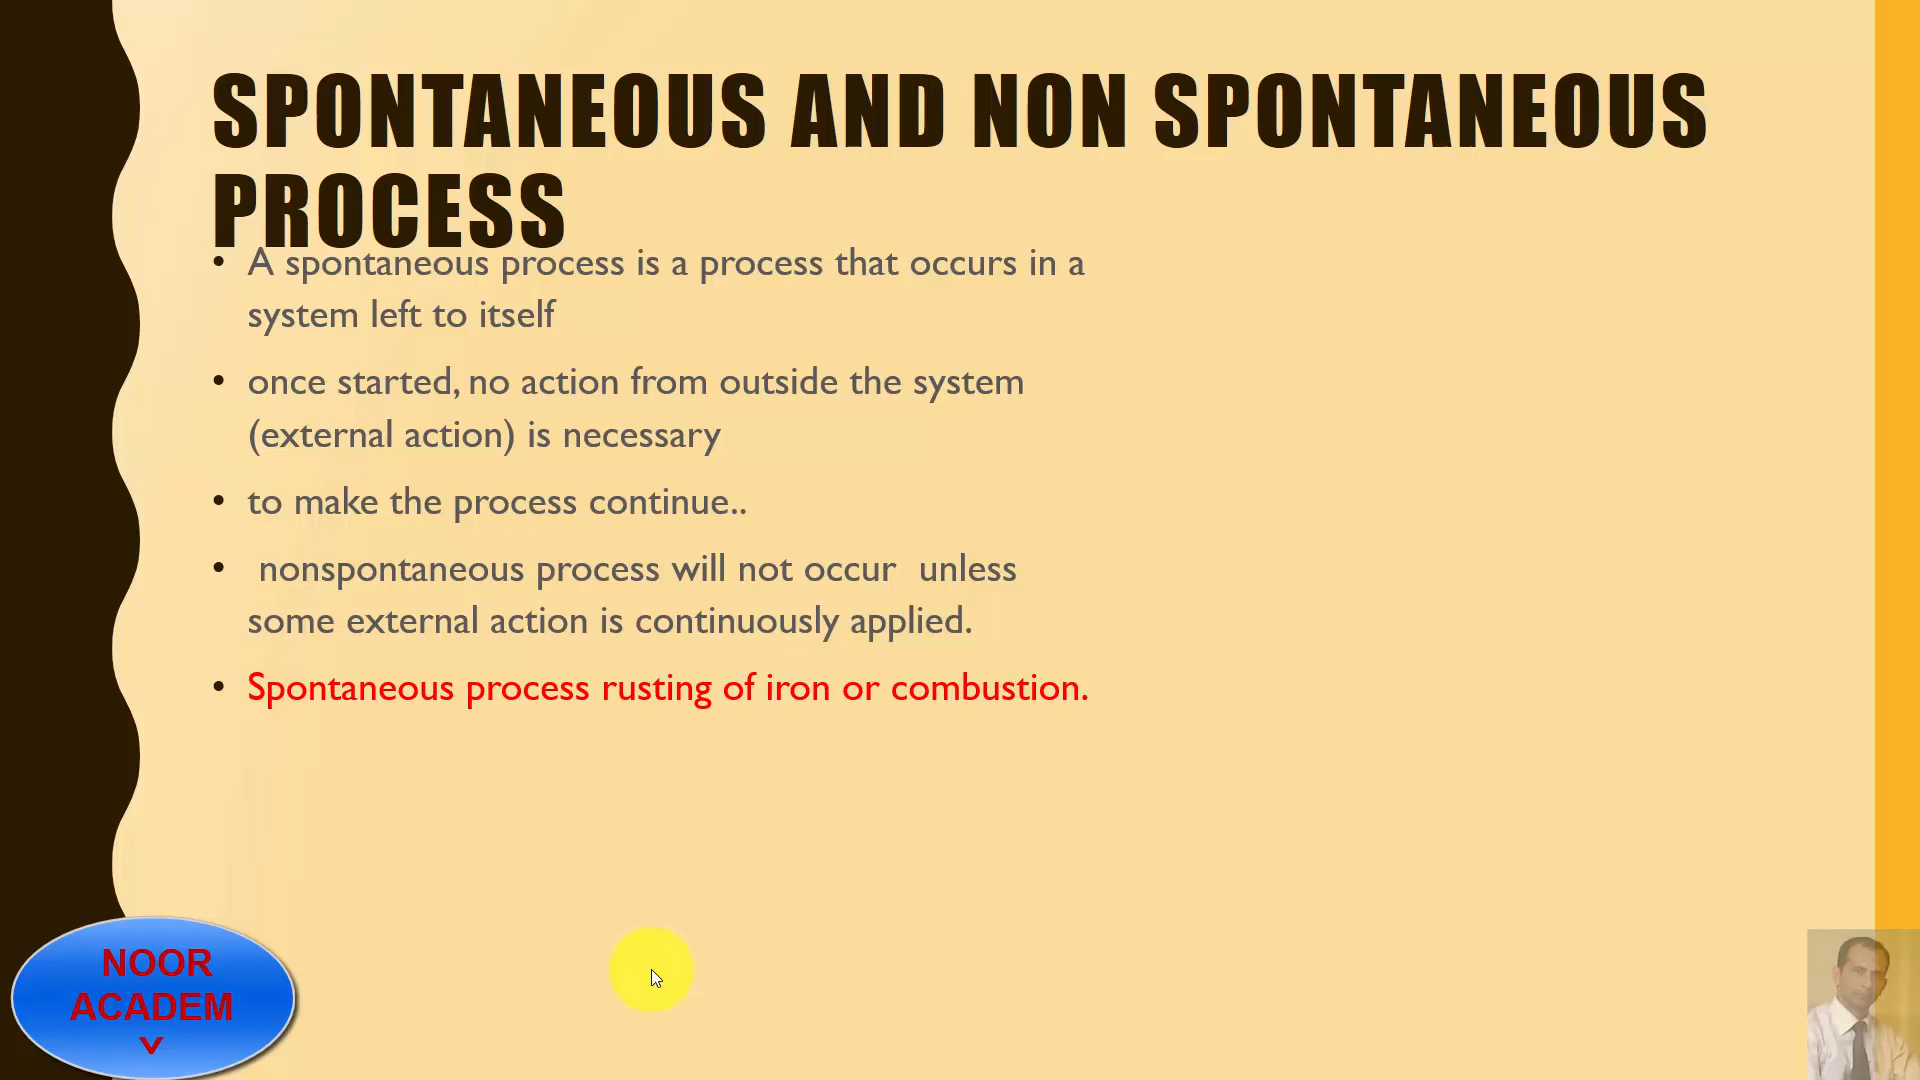 SPONTANEOUS AND NON SPONTANEOUS
PROCESS
• A spontaneous process is a process that occurs in a
system left to itself
• once started, no action from outside the system
(external action) is necessary
• to make the process continue..
• nonspontaneous process will not occur unless
some external action is continuously applied.
• Spontaneous process rusting of iron or combustion.
NOOR
ACADEM
Y